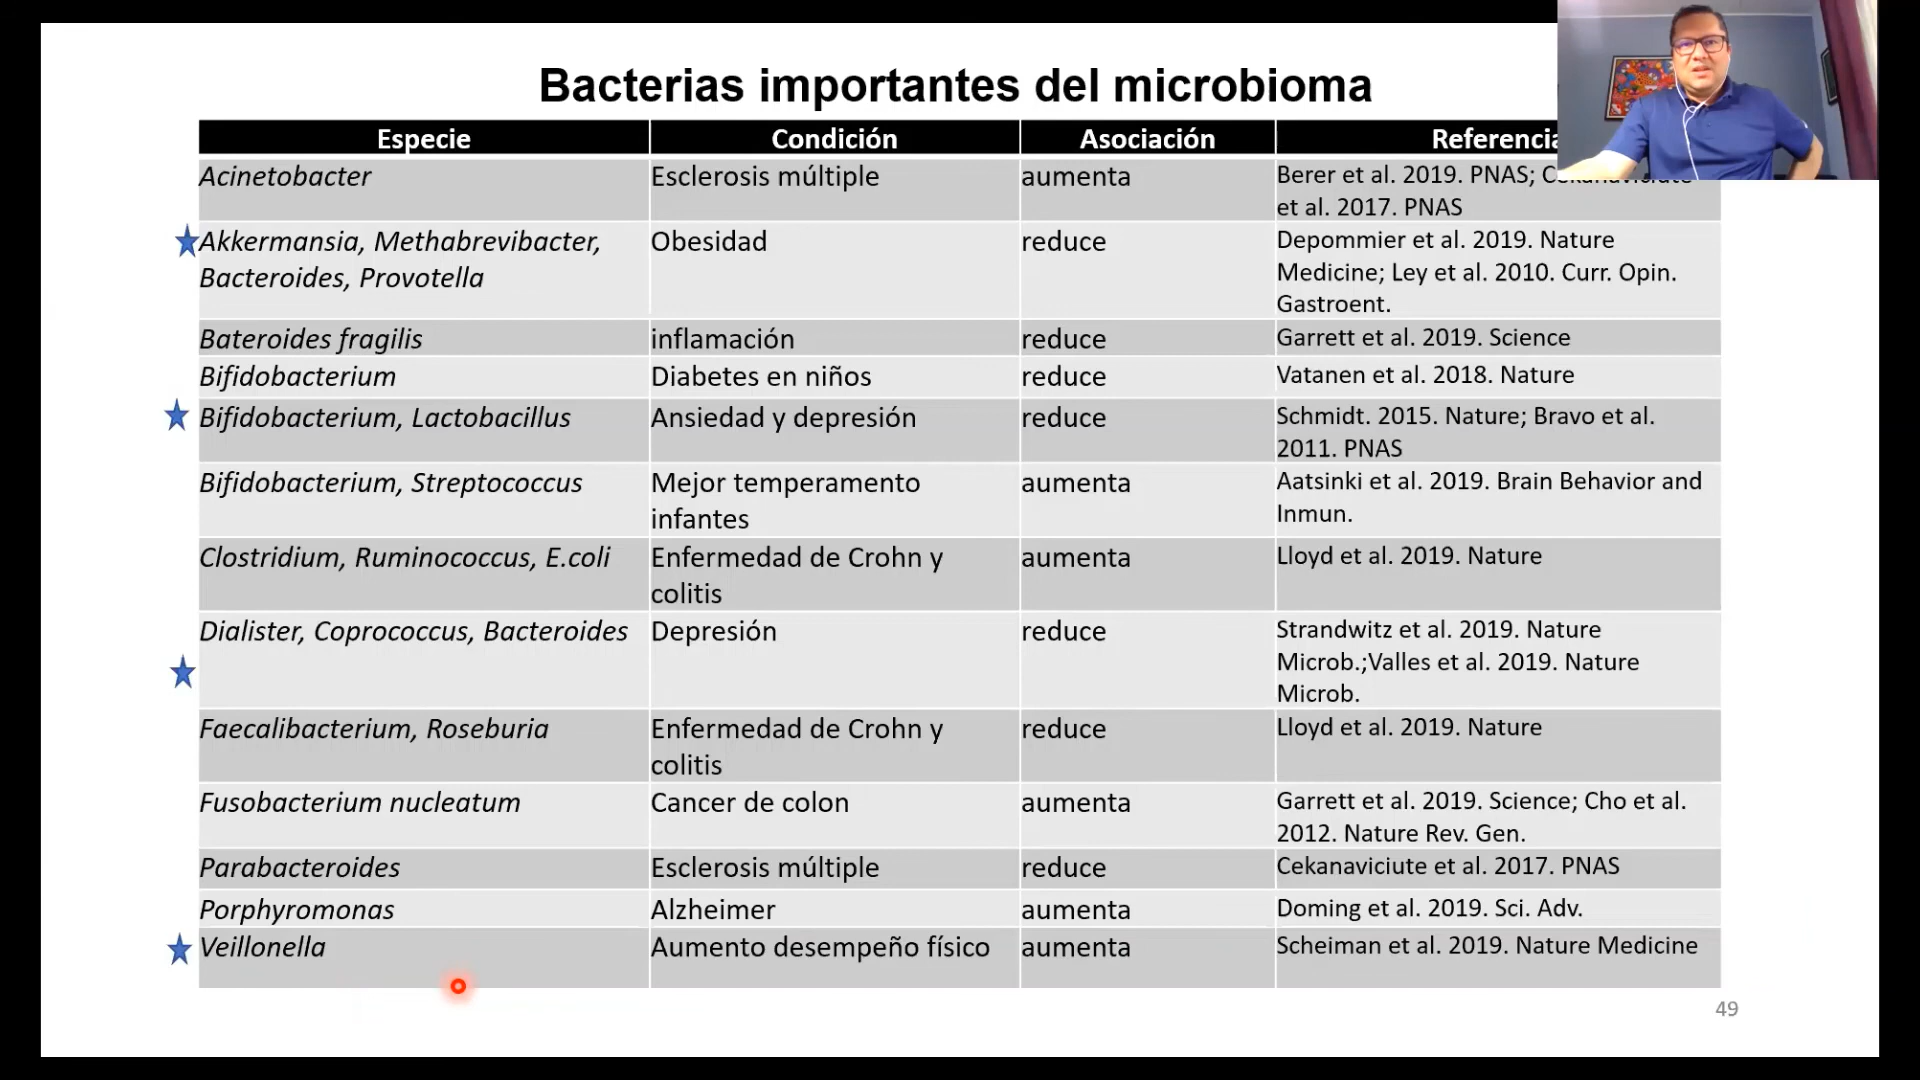 Bacterias importantes del microbioma
Especie Condición Asociación Referencia
Acinetobacter Esclerosis múltiple aumenta Berer et al. 2019. PNAS; Cekanaviciute
et al. 2017. PNAS
Akkermansia, Methabrevibacter, Obesidad reduce Depommier et al. 2019. Nature
Bacteroides, Provotella Medicine; Ley et al. 2010. Curr. Opin.
Gastroent.
Bateroides fragilis inflamación reduce Garrett et al. 2019. Science
Bifidobacterium Diabetes en niños reduce Vatanen et al. 2018. Nature
Bifidobacterium, Lactobacillus Ansiedad y depresión reduce Schmidt. 2015. Nature; Bravo et al.
2011. PNAS
Bifidobacterium, Streptococcus Mejor temperamento aumenta Aatsinki et al. 2019. Brain Behavior and
infantes Inmun.
Clostridium, Ruminococcus, E.coli Enfermedad de Crohn y aumenta Lloyd et al. 2019. Nature
colitis
Dialister, Coprococcus, Bacteroides Depresión reduce Strandwitz et al. 2019. Nature
Microb.;Valles et al. 2019. Nature
Microb.
Faecalibacterium, Roseburia Enfermedad de Crohn y reduce Lloyd et al. 2019. Nature
colitis
Fusobacterium nucleatum Cancer de colon aumenta Garrett et al. 2019. Science; Cho et al.
2012. Nature Rev. Gen.
Parabacteroides Esclerosis múltiple reduce Cekanaviciute et al. 2017. PNAS
Porphyromonas Alzheimer aumenta Doming et al. 2019. Sci. Adv.
Veillonella Aumento desempeño físico aumenta Scheiman et al. 2019. Nature Medicine
49